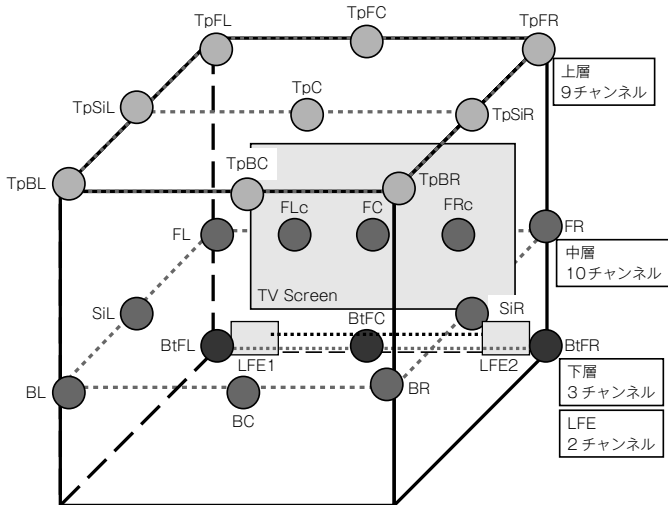 TpFL
TpFC
TpFR
上層
9チャンネル
TpSiL
TpC
TpSiR
TpBL
TpBC
TpBR
FL
FLc
FC
FRc
FR
中層
10チャンネル
TV Screen
SiL
SiR
BtFL
BtFC
BtFR
LFE1
LFE2
下層
3チャンネル
BL
BC
BR
LFE
2チャンネル